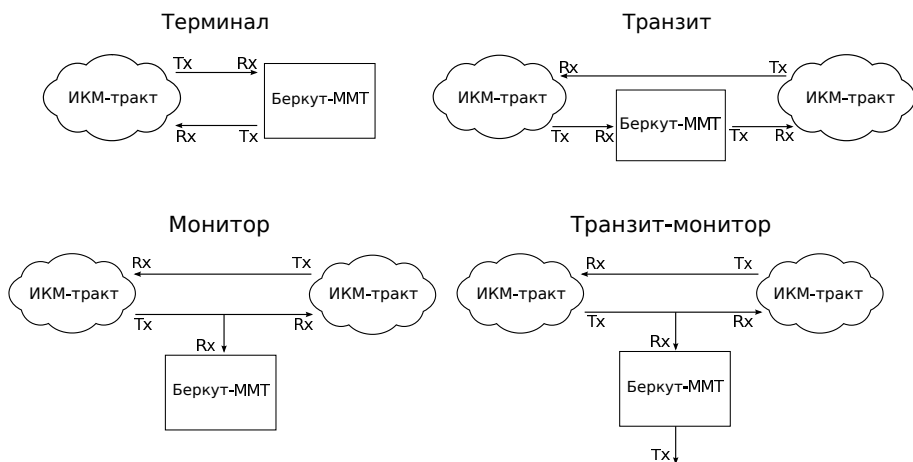 Терминал
Tx Rx
ИКМ-тракт
Беркут-ММТ
Rx Tx
Транзит
Rx Tx
ИКМ-тракт
ИКМ-тракт
Беркут-ММТ
Tx Rx
Tx Rx
Монитор
Rx Tx
ИКМ-тракт
ИКМ-тракт
Tx Rx
Rx
Беркут-ММТ
Транзит-монитор
Rx Tx
ИКМ-тракт
ИКМ-тракт
Tx Rx
Rx
Беркут-ММТ
Tx